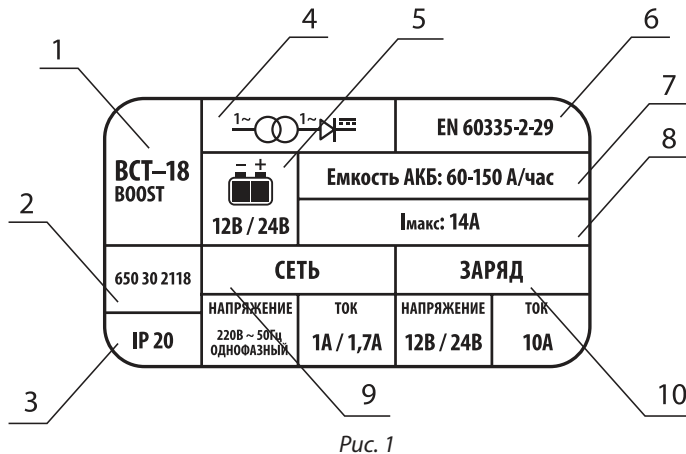 1
4
5
6
7
8
2
3
9
10
1~
1~
EN 60335-2-29
ВСТ–18
BOOST
– +
12В / 24В
Емкость АКБ: 60-150 А/час
Iмакс: 14А
650 30 2118
СЕТЬ
ЗАРЯД
IP 20
НАПРЯЖЕНИЕ
220В ~ 50Гц
ОДНОФАЗНЫЙ
ТОК
1А / 1,7А
НАПРЯЖЕНИЕ
12В / 24В
ТОК
10А
Рис. 1